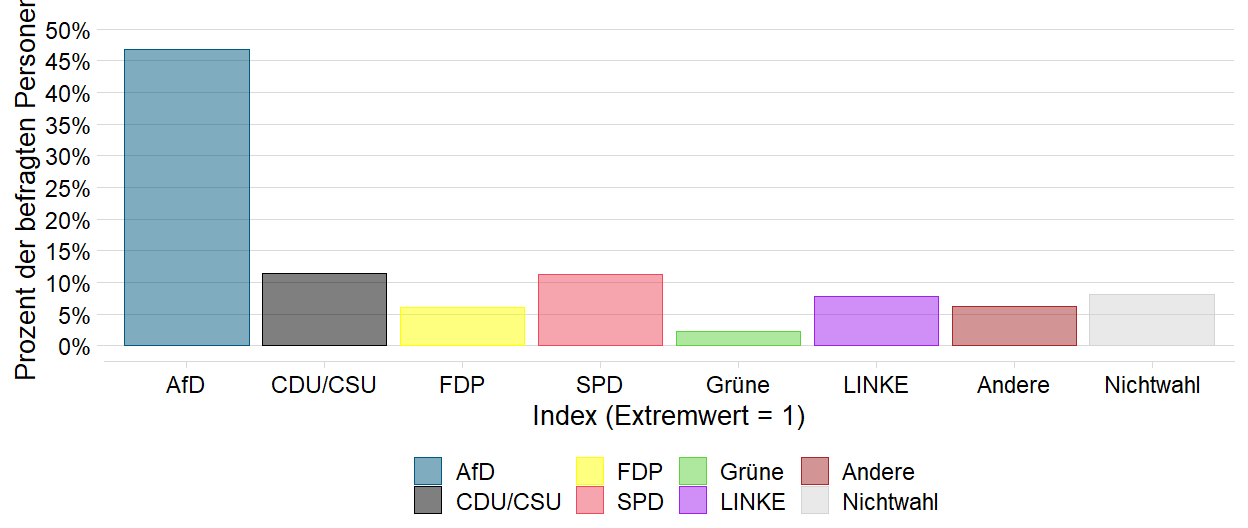 Prozent der befragten Personen
50%
45%
40%
35%
30%
25%
20%
15%
10%
5%
0%
AfD CDU/CSU FDP SPD Grüne LINKE Andere Nichtwahl
Index (Extremwert = 1)
AfD FDP Grüne Andere
CDU/CSU SPD LINKE Nichtwahl